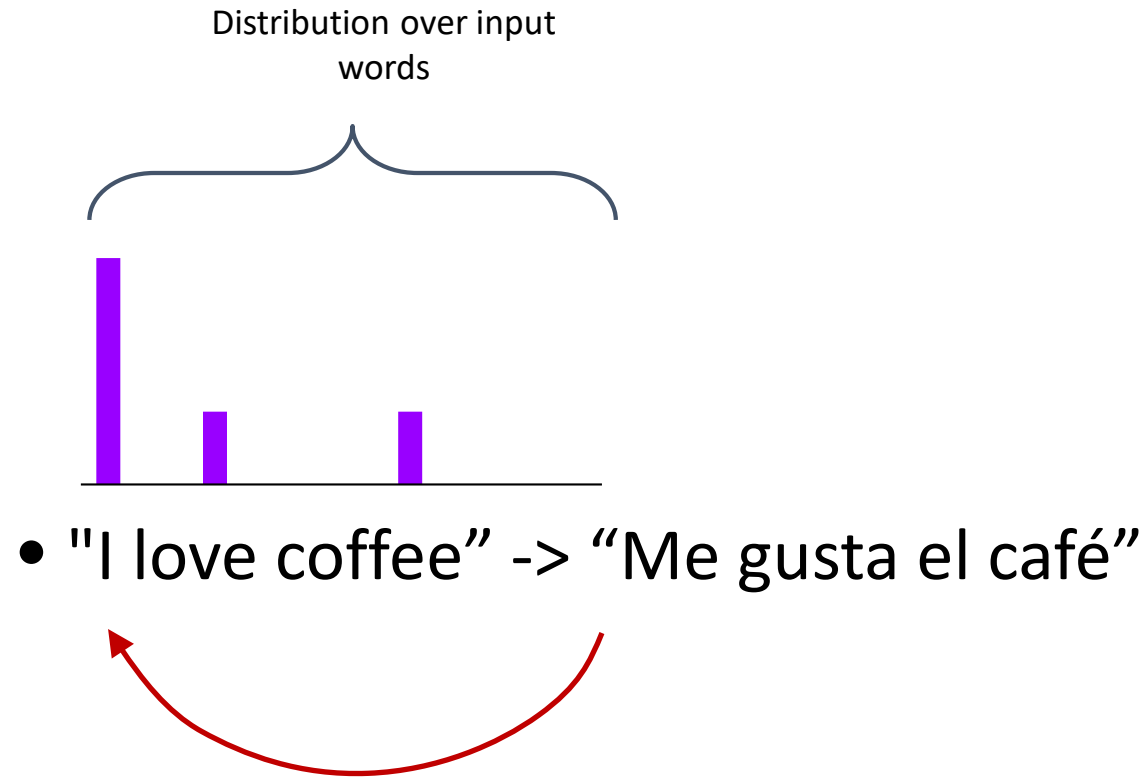 Distribution over input
words
• "I love coffee” -> “Me gusta el café”